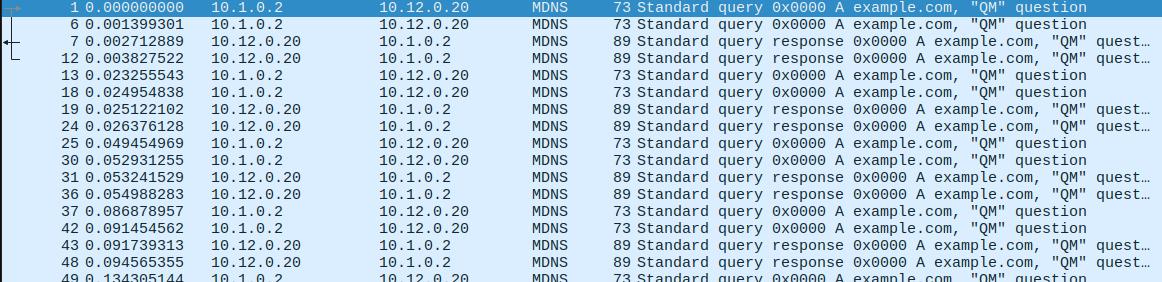 1 0.000000000 10.1.0.2 10.12.0.20 MDNS 73 Standard query 0x0000 A example.com, "QM" question
6 0.001399301 10.1.0.2 10.12.0.20 MDNS 73 Standard query 0x0000 A example.com, "QM" question
7 0.002712889 10.12.0.20 10.1.0.2 MDNS 89 Standard query response 0x0000 A example.com, "QM" quest…
12 0.003827522 10.12.0.20 10.1.0.2 MDNS 89 Standard query response 0x0000 A example.com, "QM" quest…
13 0.023255543 10.1.0.2 10.12.0.20 MDNS 73 Standard query 0x0000 A example.com, "QM" question
18 0.024954838 10.1.0.2 10.12.0.20 MDNS 73 Standard query 0x0000 A example.com, "QM" question
19 0.025122102 10.12.0.20 10.1.0.2 MDNS 89 Standard query response 0x0000 A example.com, "QM" quest…
24 0.026376128 10.12.0.20 10.1.0.2 MDNS 89 Standard query response 0x0000 A example.com, "QM" quest…
25 0.049454969 10.1.0.2 10.12.0.20 MDNS 73 Standard query 0x0000 A example.com, "QM" question
30 0.052931255 10.1.0.2 10.12.0.20 MDNS 73 Standard query 0x0000 A example.com, "QM" question
31 0.053241529 10.12.0.20 10.1.0.2 MDNS 89 Standard query response 0x0000 A example.com, "QM" quest…
36 0.054988283 10.12.0.20 10.1.0.2 MDNS 89 Standard query response 0x0000 A example.com, "QM" quest…
37 0.086878957 10.1.0.2 10.12.0.20 MDNS 73 Standard query 0x0000 A example.com, "QM" question
42 0.091454562 10.1.0.2 10.12.0.20 MDNS 73 Standard query 0x0000 A example.com, "QM" question
43 0.091739313 10.12.0.20 10.1.0.2 MDNS 89 Standard query response 0x0000 A example.com, "QM" quest…
48 0.094565355 10.12.0.20 10.1.0.2 MDNS 89 Standard query response 0x0000 A example.com, "QM" quest…
49 0.134305144 10.1.0.2 10.12.0.20 MDNS 73 Standard query 0x0000 A example.com, "QM" question